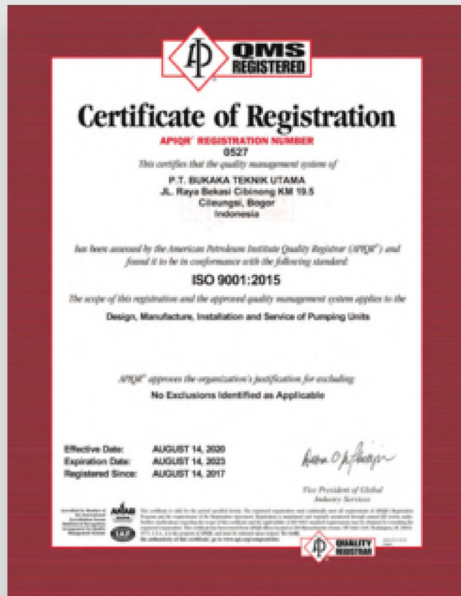 QMS
REGISTERED
Certificate of Registration
APIQR® REGISTRATION NUMBER
0527
This certifies that the quality management system of
P.T. BUKAKA TEKNIK UTAMA
JL. Raya Bekasi Cibinong KM 19.5
Cileungsi, Bogor
Indonesia
has been assessed by the American Petroleum Institute Quality Registrar (APIQR®) and
found it to be in conformance with the following standard:
ISO 9001:2015
The scope of this registration and the approved quality management system applies to the
Design, Manufacture, Installation and Service of Pumping Units
APIQR® approves the organization's justification for excluding:
No Exclusions Identified as Applicable
Effective Date: AUGUST 14, 2020
Expiration Date: AUGUST 14, 2023
Registered Since: AUGUST 14, 2017
Vice President of Global
Industry Services
ANAB
IAF
QUALITY
REGISTRAR